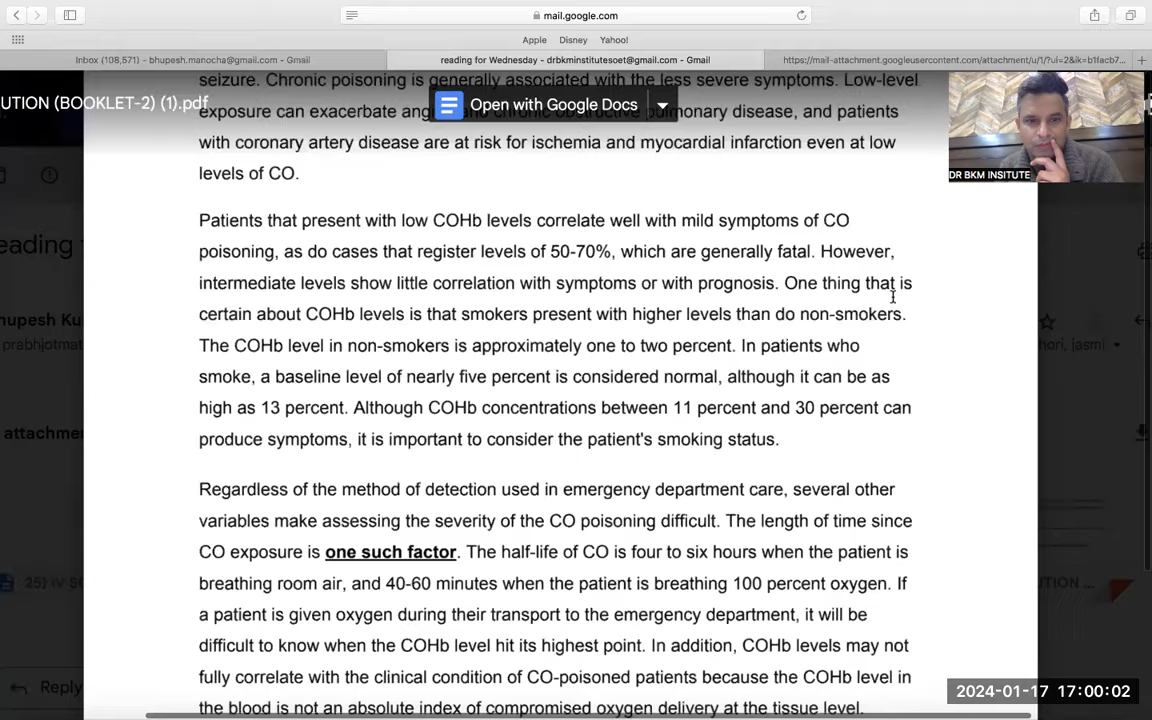 mail.google.com
Apple Disney Yahoo!
Inbox (108,571) - bhupesh.manocha@gmail.com - Gmail
reading for Wednesday - drbkminstitutesoet@gmail.com - Gmail
https://mail-attachment.googleusercontent.com/attachment/u/1/?ui=2&ik=b1facb7...
UTION (BOOKLET-2) (1).pdf
Open with Google Docs
DR BKM INSITUTE
seizure. Chronic poisoning is generally associated with the less severe symptoms. Low-level
exposure can exacerbate and chronic obstructive pulmonary disease, and patients
with coronary artery disease are at risk for ischemia and myocardial infarction even at low
levels of CO.
Patients that present with low COHb levels correlate well with mild symptoms of CO
poisoning, as do cases that register levels of 50-70%, which are generally fatal. However,
intermediate levels show little correlation with symptoms or with prognosis. One thing that is
certain about COHb levels is that smokers present with higher levels than do non-smokers.
The COHb level in non-smokers is approximately one to two percent. In patients who
smoke, a baseline level of nearly five percent is considered normal, although it can be as
high as 13 percent. Although COHb concentrations between 11 percent and 30 percent can
produce symptoms, it is important to consider the patient's smoking status.
Regardless of the method of detection used in emergency department care, several other
variables make assessing the severity of the CO poisoning difficult. The length of time since
CO exposure is one such factor. The half-life of CO is four to six hours when the patient is
breathing room air, and 40-60 minutes when the patient is breathing 100 percent oxygen. If
a patient is given oxygen during their transport to the emergency department, it will be
difficult to know when the COHb level hit its highest point. In addition, COHb levels may not
fully correlate with the clinical condition of CO-poisoned patients because the COHb level in
the blood is not an absolute index of compromised oxygen delivery at the tissue level.
eading
hupesh Ku
prabhjotmat
hori, jasmi
attachmen
25) IV SO
UTION ...
Reply
2024-01-17 17:00:02